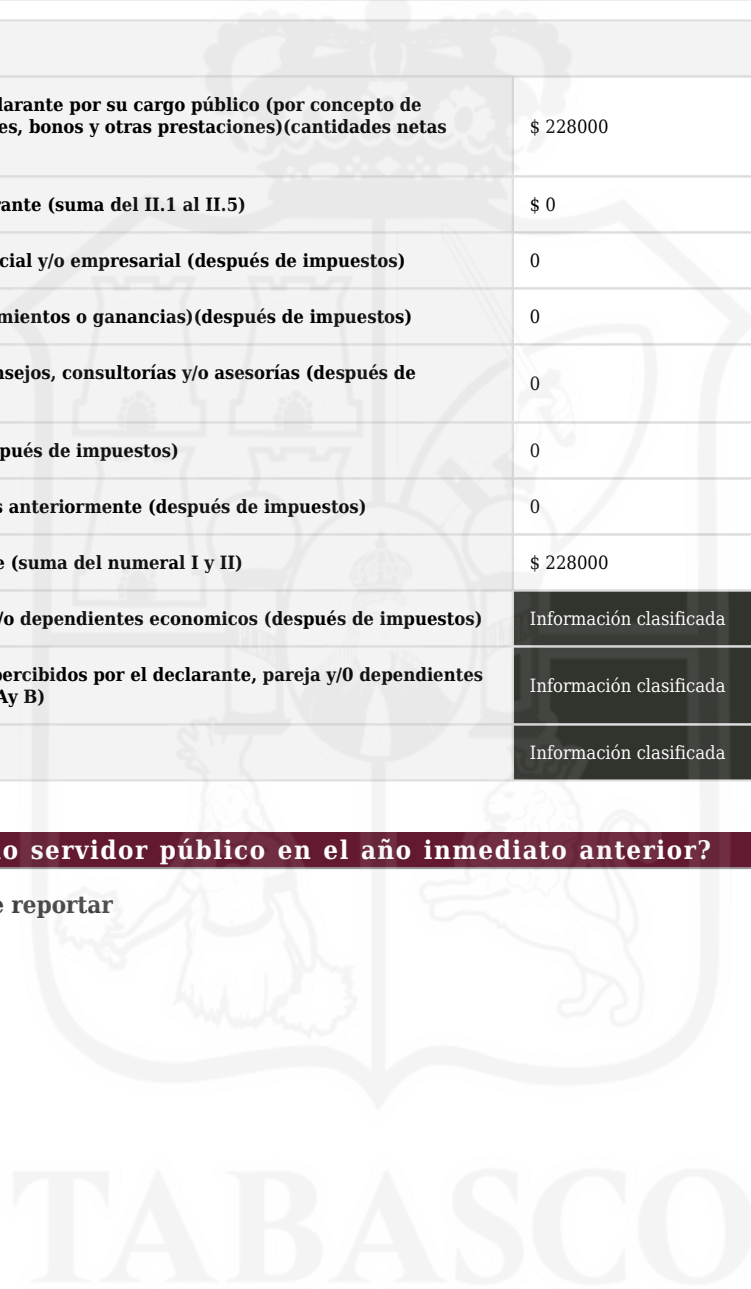 larante por su cargo público (por concepto de
es, bonos y otras prestaciones)(cantidades netas
$ 228000
rante (suma del II.1 al II.5)
$ 0
cial y/o empresarial (después de impuestos)
0
mientos o ganancias)(después de impuestos)
0
nsejos, consultorías y/o asesorías (después de
0
pués de impuestos)
0
s anteriormente (después de impuestos)
0
e (suma del numeral I y II)
$ 228000
/o dependientes economicos (después de impuestos)
Información clasificada
percibidos por el declarante, pareja y/0 dependientes
Ay B)
Información clasificada
Información clasificada
o servidor público en el año inmediato anterior?
e reportar
TABASCO